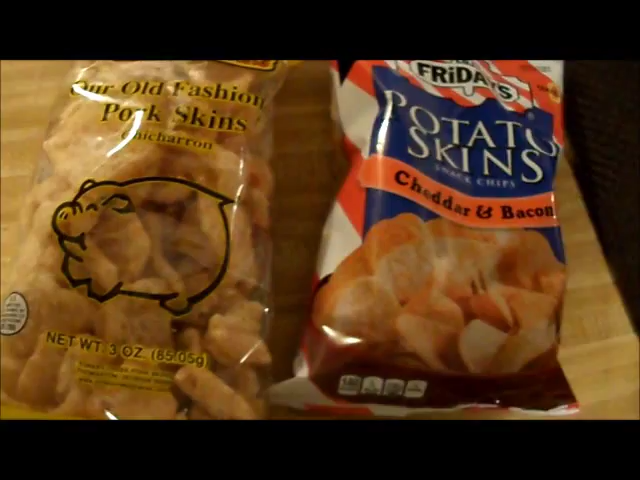 Our Old Fashion
Pork Skins
Chicharron
NET WT. 3 OZ. (85.05g)
FRiDAYS
POTATO
SKINS
SNACK CHIPS
Cheddar & Bacon